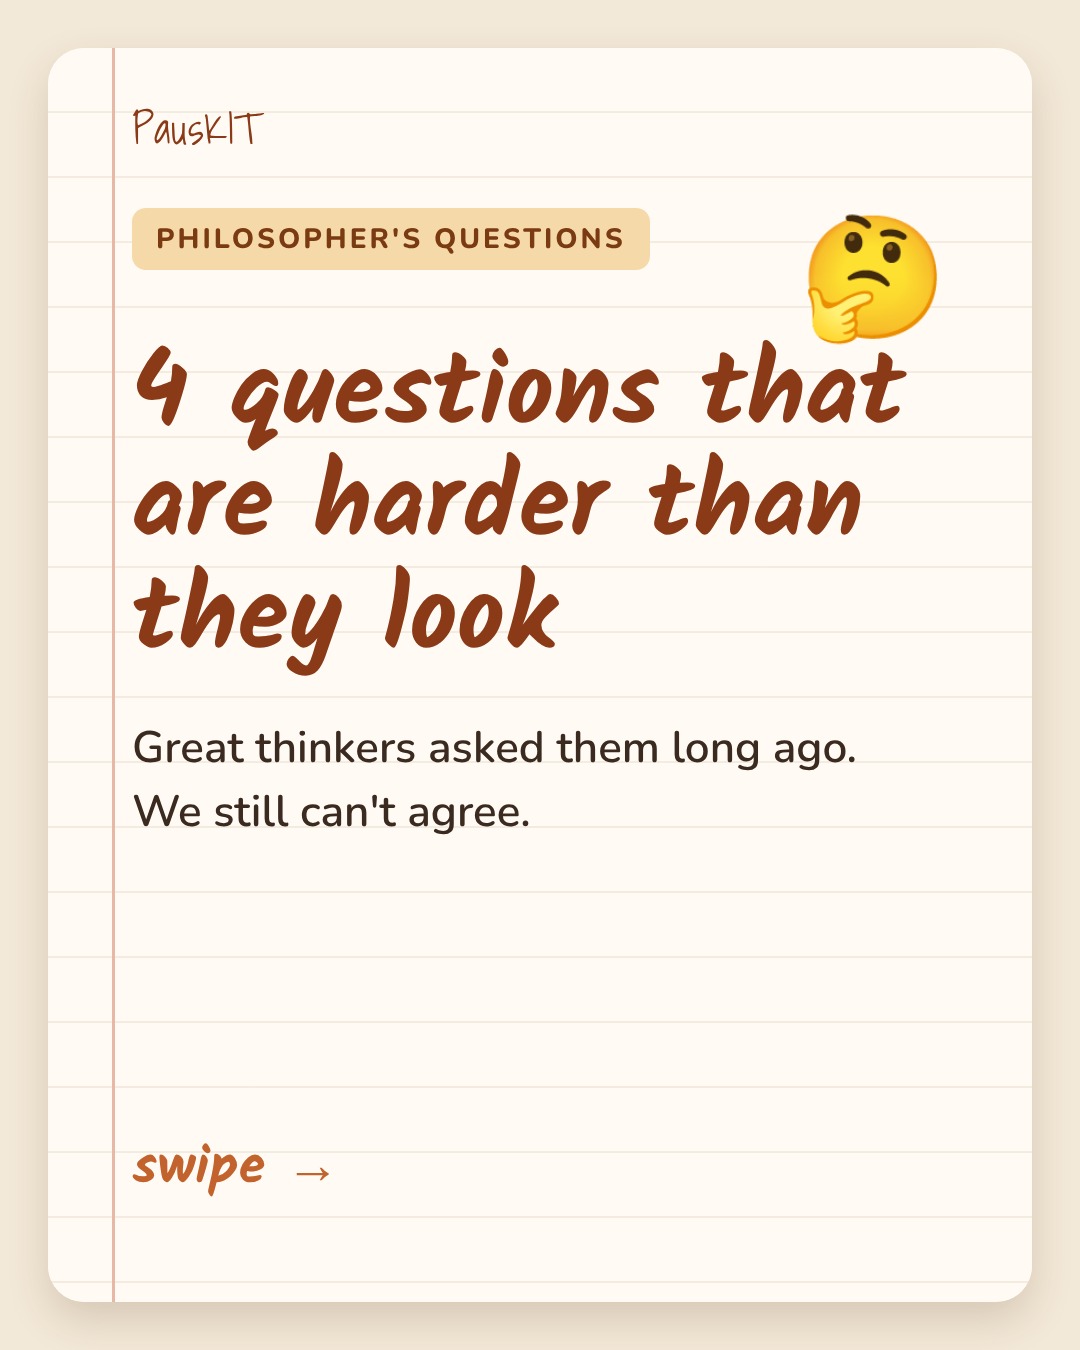 PausKIT
PHILOSOPHER'S QUESTIONS
4 questions that
are harder than
they look
Great thinkers asked them long ago.
We still can't agree.
swipe →